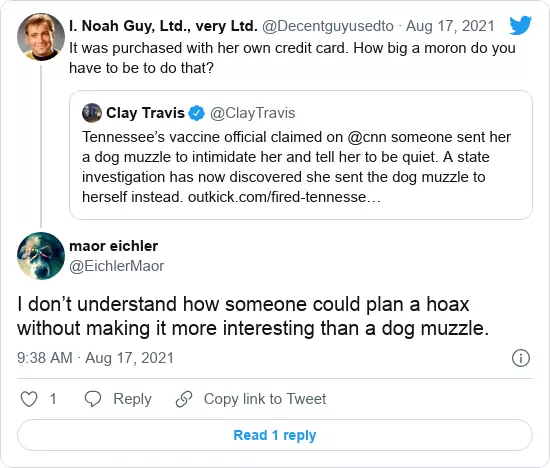 I. Noah Guy, Ltd., very Ltd. @Decentguyusedto · Aug 17, 2021
It was purchased with her own credit card. How big a moron do you
have to be to do that?
Clay Travis @ClayTravis
Tennessee’s vaccine official claimed on @cnn someone sent her
a dog muzzle to intimidate her and tell her to be quiet. A state
investigation has now discovered she sent the dog muzzle to
herself instead. outkick.com/fired-tennesse…
maor eichler
@EichlerMaor
I don’t understand how someone could plan a hoax
without making it more interesting than a dog muzzle.
9:38 AM · Aug 17, 2021
1 Reply Copy link to Tweet
Read 1 reply